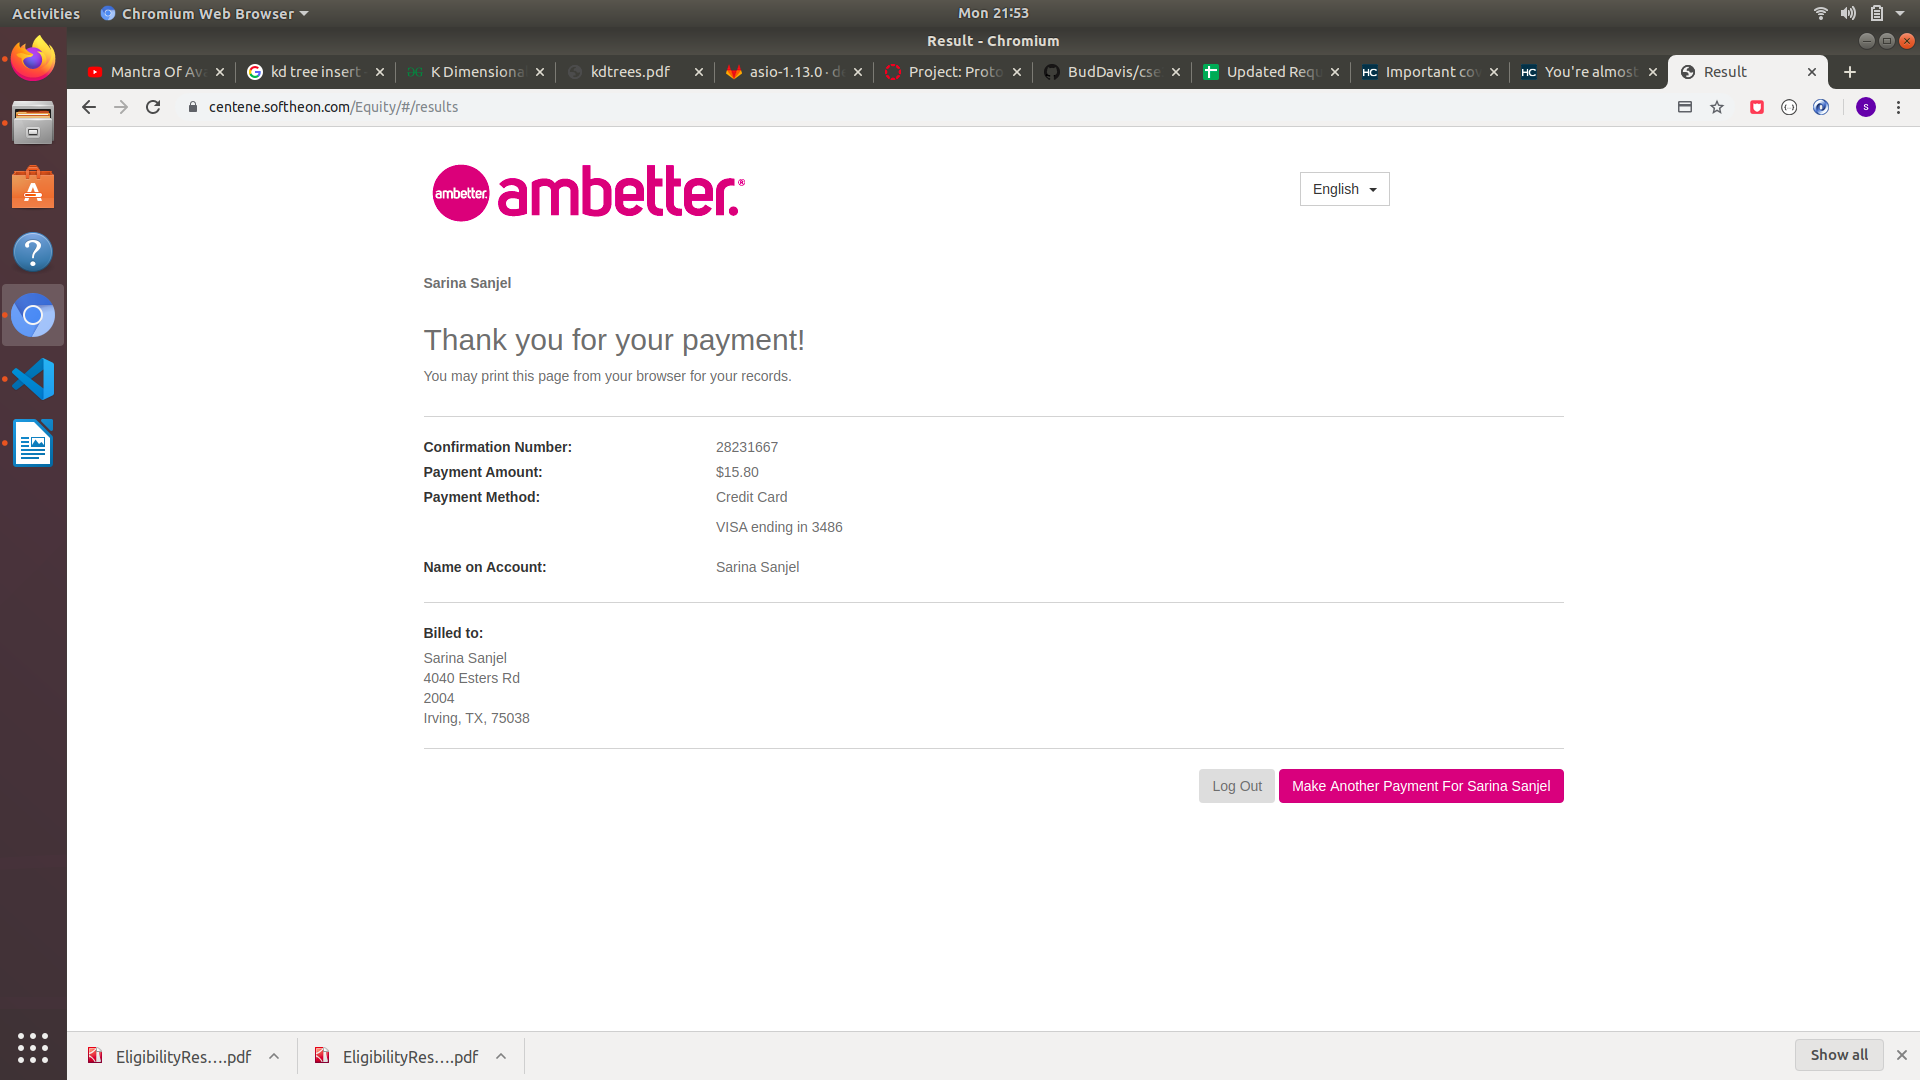 Activities
Chromium Web Browser
Mon 21:53
Result - Chromium
Mantra Of Av
kd tree insert
K Dimensiona
kdtrees.pdf
asio-1.13.0 · d
Project: Proto
BudDavis/cse
Updated Requ
HC Important co
HC You're almost
Result
centene.softheon.com/Equity/#/results
S
ambetter.
ambetter.®
English
Sarina Sanjel
Thank you for your payment!
You may print this page from your browser for your records.
Confirmation Number: 28231667
Payment Amount: $15.80
Payment Method: Credit Card
VISA ending in 3486
Name on Account: Sarina Sanjel
Billed to:
Sarina Sanjel
4040 Esters Rd
2004
Irving, TX, 75038
Log Out
Make Another Payment For Sarina Sanjel
EligibilityRes....pdf
EligibilityRes....pdf
Show all